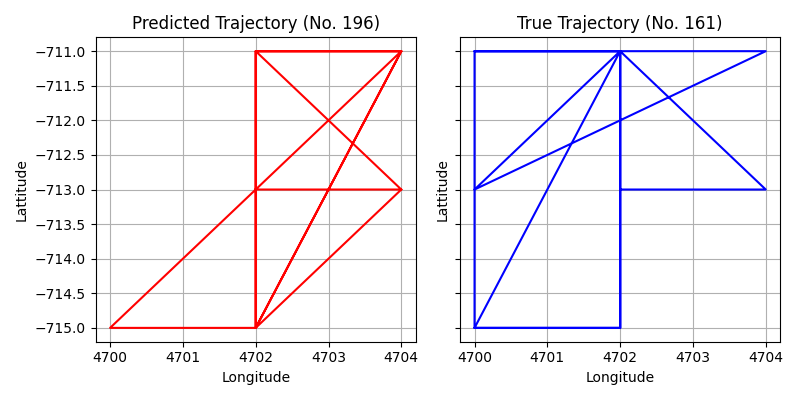 Predicted Trajectory (No. 196)
True Trajectory (No. 161)
Lattitude
−711.0
−711.5
−712.0
−712.5
−713.0
−713.5
−714.0
−714.5
−715.0
4700 4701 4702 4703 4704
Longitude
Lattitude
4700 4701 4702 4703 4704
Longitude